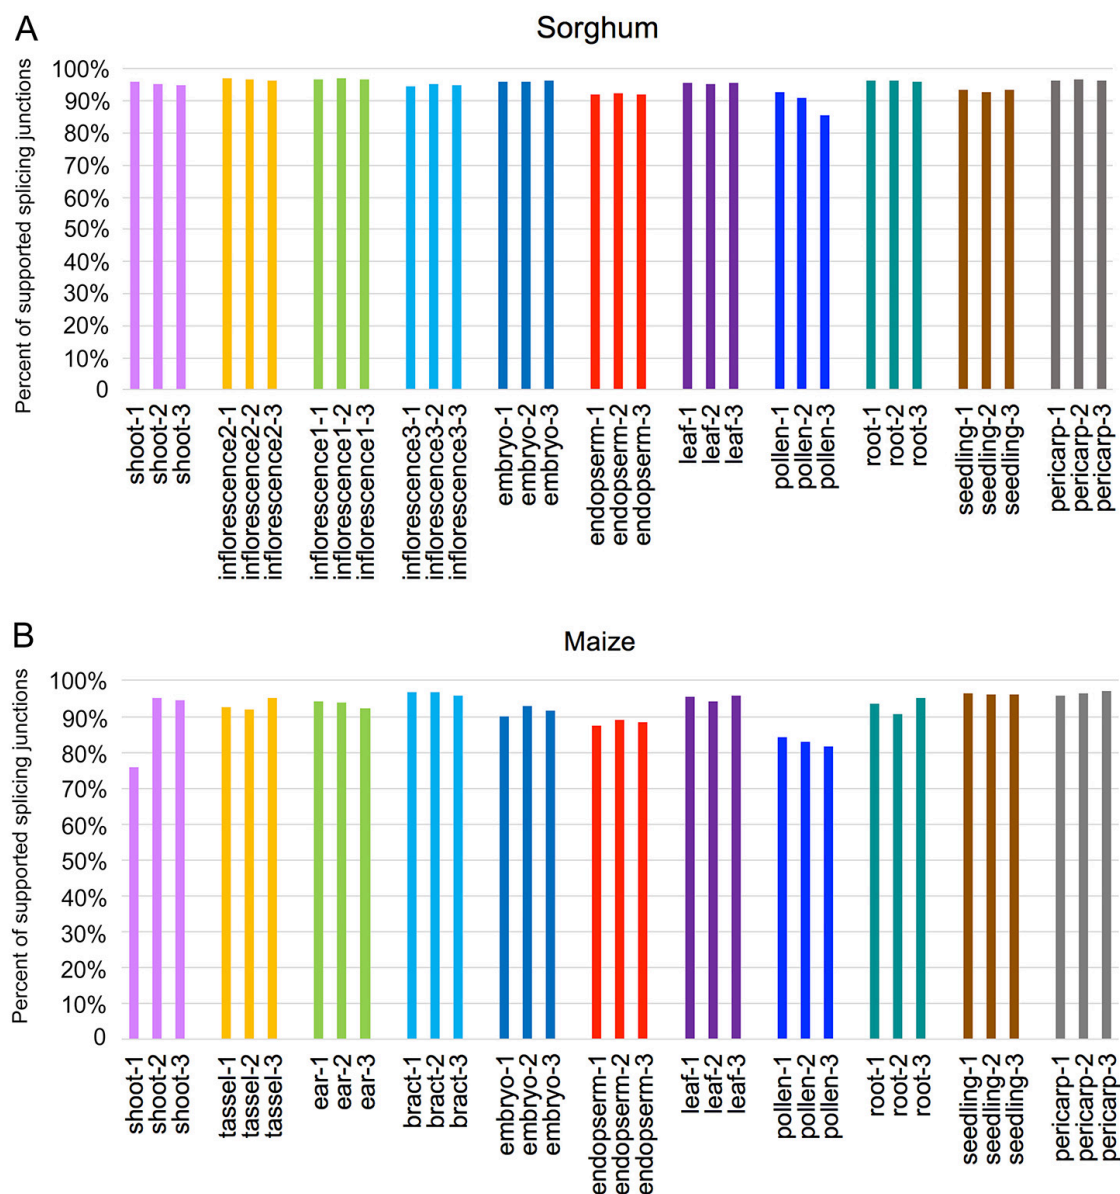 A
Sorghum
Percent of supported splicing junctions
100%
90%
80%
70%
60%
50%
40%
30%
20%
10%
0
shoot-1
shoot-2
shoot-3
inflorescence2-1
inflorescence2-2
inflorescence2-3
inflorescence1-1
inflorescence1-2
inflorescence1-3
inflorescence3-1
inflorescence3-2
inflorescence3-3
embryo-1
embryo-2
embryo-3
endopserm-1
endopserm-2
endopserm-3
leaf-1
leaf-2
leaf-3
pollen-1
pollen-2
pollen-3
root-1
root-2
root-3
seedling-1
seedling-2
seedling-3
pericarp-1
pericarp-2
pericarp-3
B
Maize
Percent of supported splicing junctions
100%
90%
80%
70%
60%
50%
40%
30%
20%
10%
0
shoot-1
shoot-2
shoot-3
tassel-1
tassel-2
tassel-3
ear-1
ear-2
ear-3
bract-1
bract-2
bract-3
embryo-1
embryo-2
embryo-3
endopserm-1
endopserm-2
endopserm-3
leaf-1
leaf-2
leaf-3
pollen-1
pollen-2
pollen-3
root-1
root-2
root-3
seedling-1
seedling-2
seedling-3
pericarp-1
pericarp-2
pericarp-3